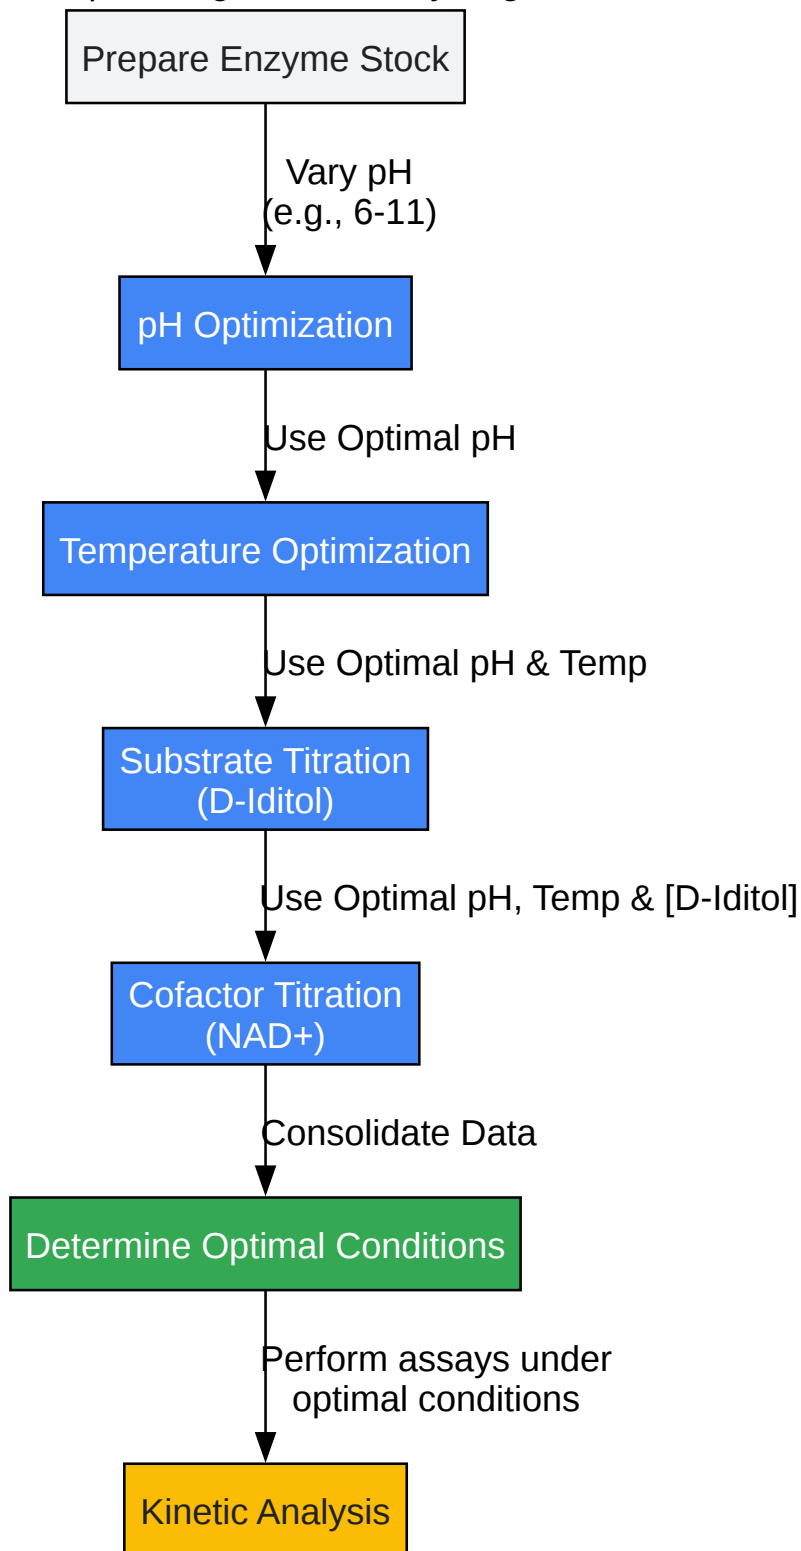 Prepare Enzyme Stock
Vary pH
(e.g., 6-11)
pH Optimization
Use Optimal pH
Temperature Optimization
Use Optimal pH & Temp
Substrate Titration
(D-Iditol)
Use Optimal pH, Temp & [D-Iditol]
Cofactor Titration
(NAD+)
Consolidate Data
Determine Optimal Conditions
Perform assays under
optimal conditions
Kinetic Analysis